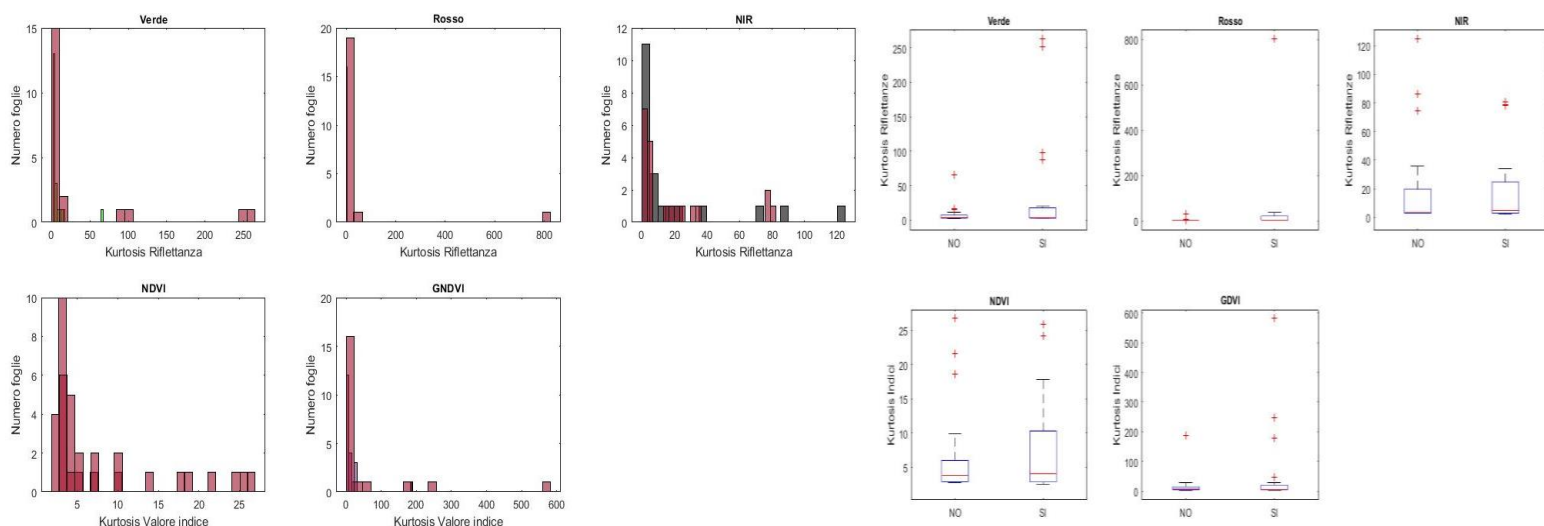 Verde
15
10
5
0
Numero foglie
0 50 100 150 200 250
Kurtosis Riflettanza
Rosso
20
15
10
5
0
Numero foglie
0 200 400 600 800
Kurtosis Riflettanza
NIR
12
10
8
6
4
2
0
Numero foglie
0 20 40 60 80 100 120
Kurtosis Riflettanza
Verde
250
200
150
100
50
0
Kurtosis Riflettanze
NO SI
Rosso
800
600
400
200
0
Kurtosis Riflettanze
NO SI
NIR
120
100
80
60
40
20
0
Kurtosis Riflettanze
NO SI
NDVI
10
8
6
4
2
0
Numero foglie
5 10 15 20 25
Kurtosis Valore indice
GNDVI
20
15
10
5
0
Numero foglie
0 100 200 300 400 500 600
Kurtosis Valore indice
NDVI
25
20
15
10
5
Kurtosis Indici
NO SI
GDVI
600
500
400
300
200
100
0
Kurtosis Indici
NO SI